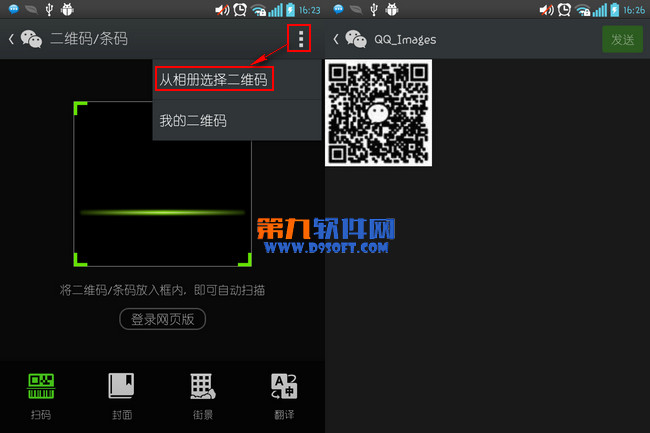 16:23
二维码/条码
从相册选择二维码
我的二维码
将二维码/条码放入框内，即可自动扫描
登录网页版
扫码
封面
街景
翻译
16:26
QQ_Images
发送
第九软件网
WWW.D9SOFT.COM